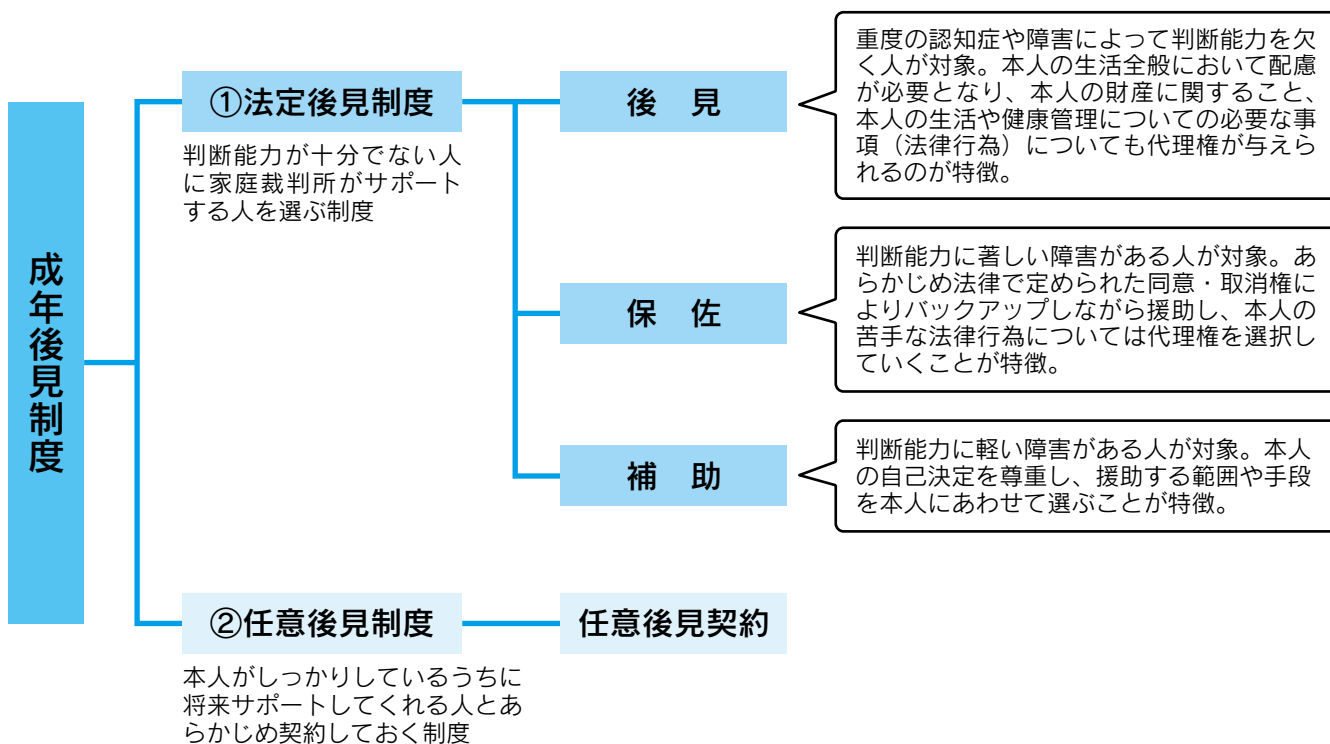 成年後見制度
①法定後見制度
判断能力が十分でない人
に家庭裁判所がサポート
する人を選ぶ制度
後　見
重度の認知症や障害によって判断能力を欠
く人が対象。本人の生活全般において配慮
が必要となり、本人の財産に関すること、
本人の生活や健康管理についての必要な事
項（法律行為）についても代理権が与えら
れるのが特徴。
保　佐
判断能力に著しい障害がある人が対象。あ
らかじめ法律で定められた同意・取消権に
よりバックアップしながら援助し、本人の
苦手な法律行為については代理権を選択し
ていくことが特徴。
補　助
判断能力に軽い障害がある人が対象。本人
の自己決定を尊重し、援助する範囲や手段
を本人にあわせて選ぶことが特徴。
②任意後見制度
本人がしっかりしているうちに
将来サポートしてくれる人とあ
らかじめ契約しておく制度
任意後見契約